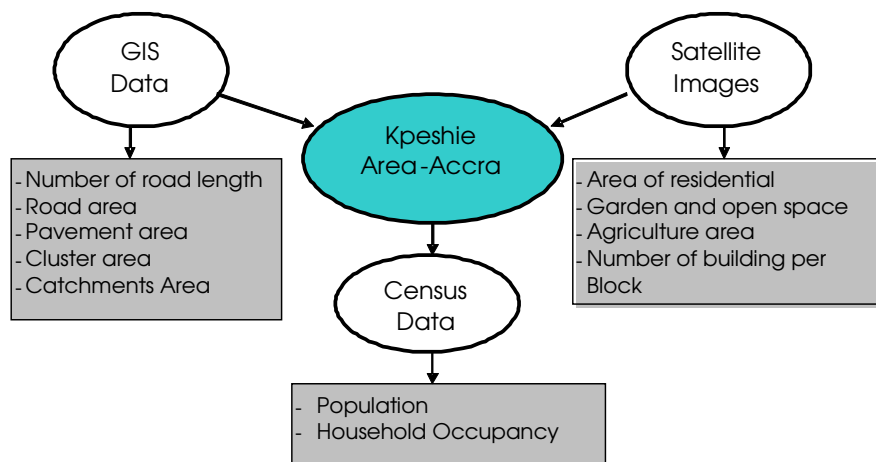 GIS
Data
Satellite
Images
Kpeshie
Area-Accra
- Number of road length
- Road area
- Pavement area
- Cluster area
- Catchments Area
- Area of residential
- Garden and open space
- Agriculture area
- Number of building per
Block
Census
Data
- Population
- Household Occupancy